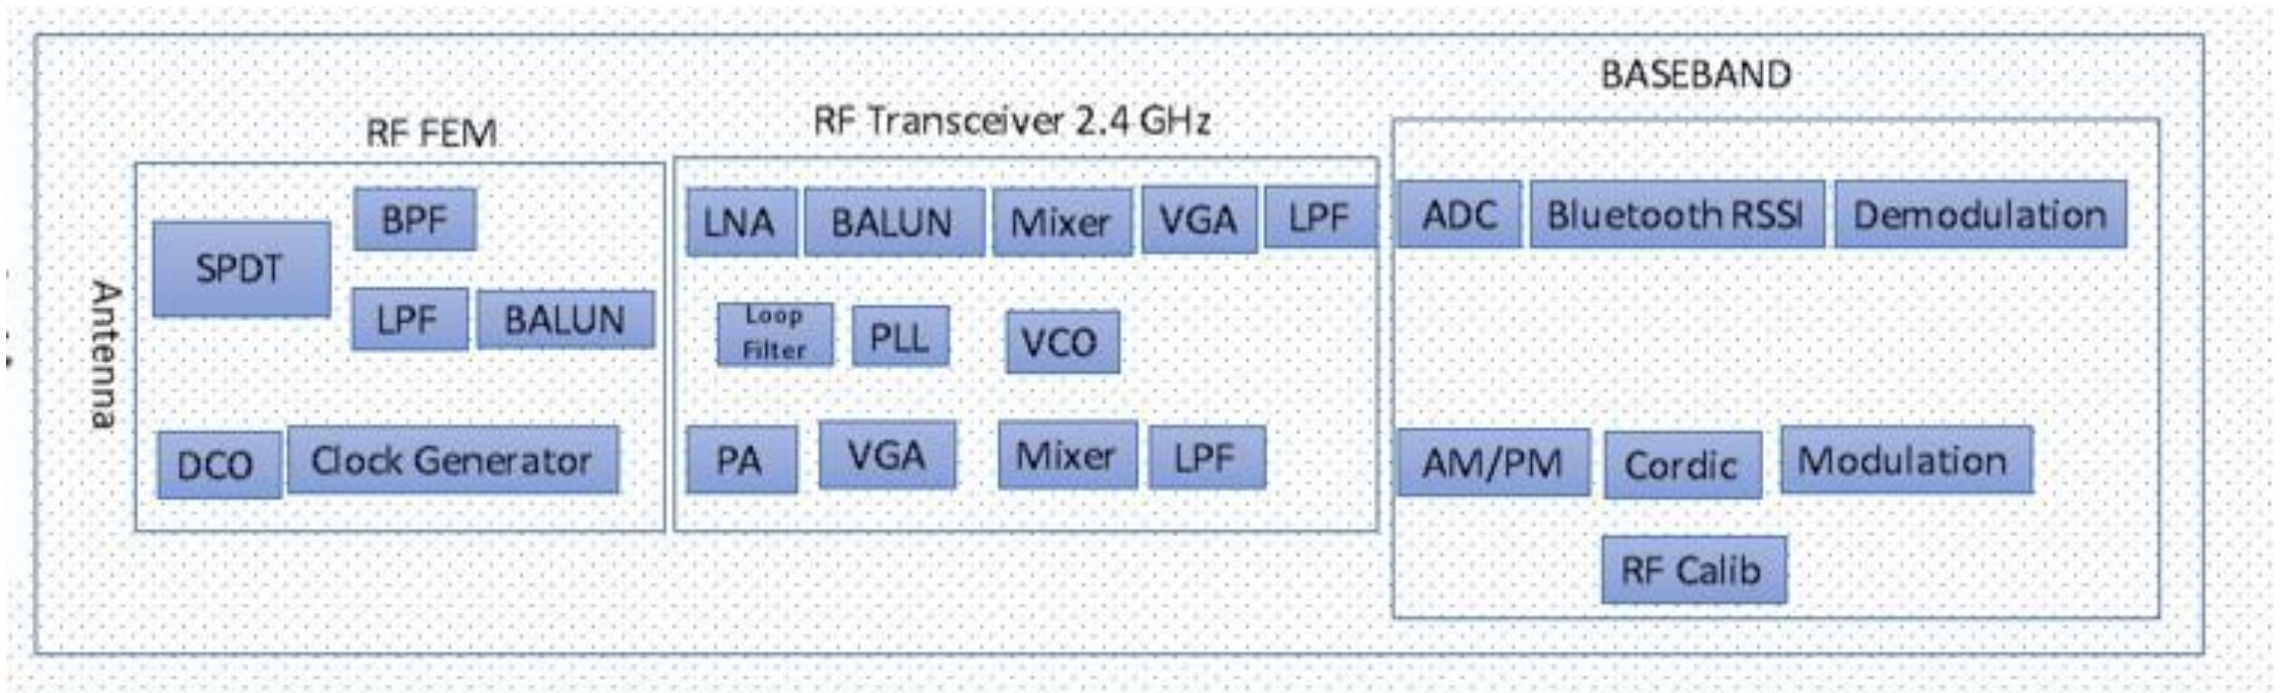 BASEBAND
RF Transceiver 2.4 GHz
RF FEM
Antenna
SPDT
BPF
LPF BALUN
DCO Clock Generator
LNA BALUN Mixer VGA LPF
Loop
Filter
PLL VCO
PA VGA Mixer LPF
ADC Bluetooth RSSI Demodulation
AM/PM Cordic Modulation
RF Calib